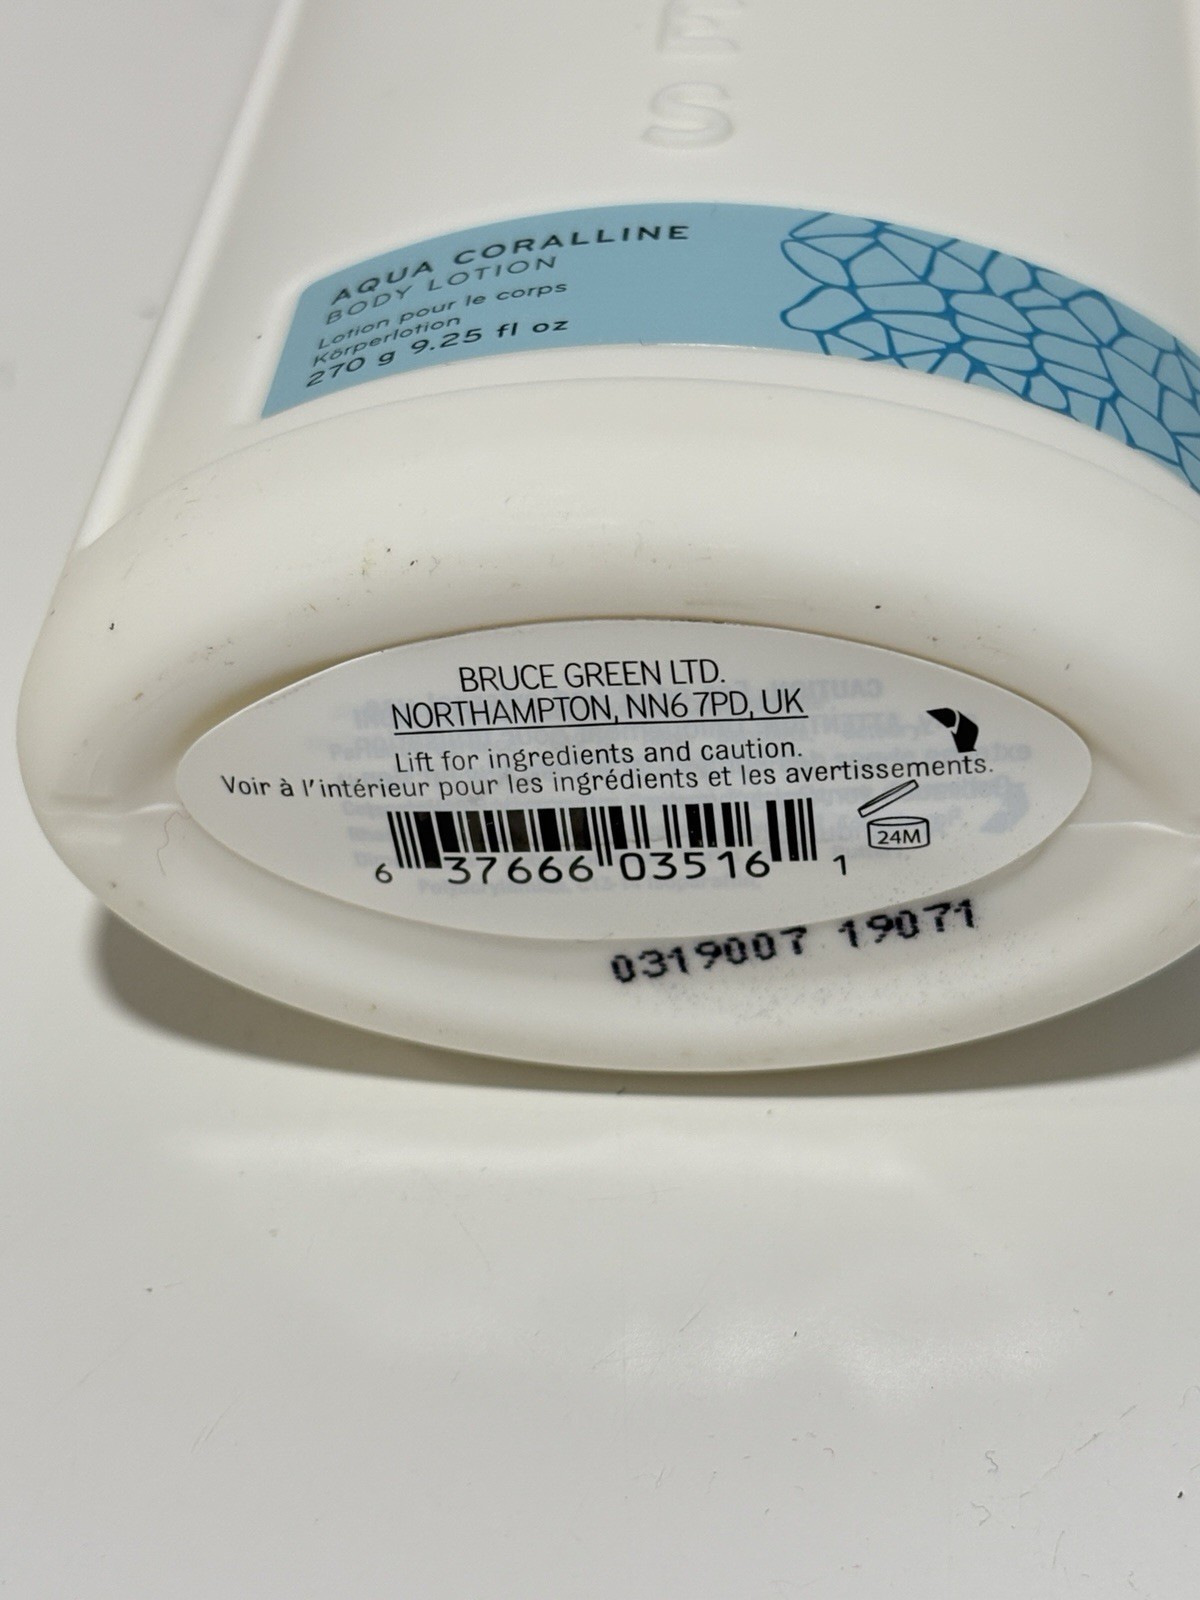 E
S
AQUA CORALLINE
BODY LOTION
Lotion pour le corps
Körperlotion
270 g 9.25 fl oz
BRUCE GREEN LTD.
NORTHAMPTON, NN6 7PD, UK
Lift for ingredients and caution.
Voir à l'intérieur pour les ingrédients et les avertissements.
24M
6 37666 03516 1
0319007 19071